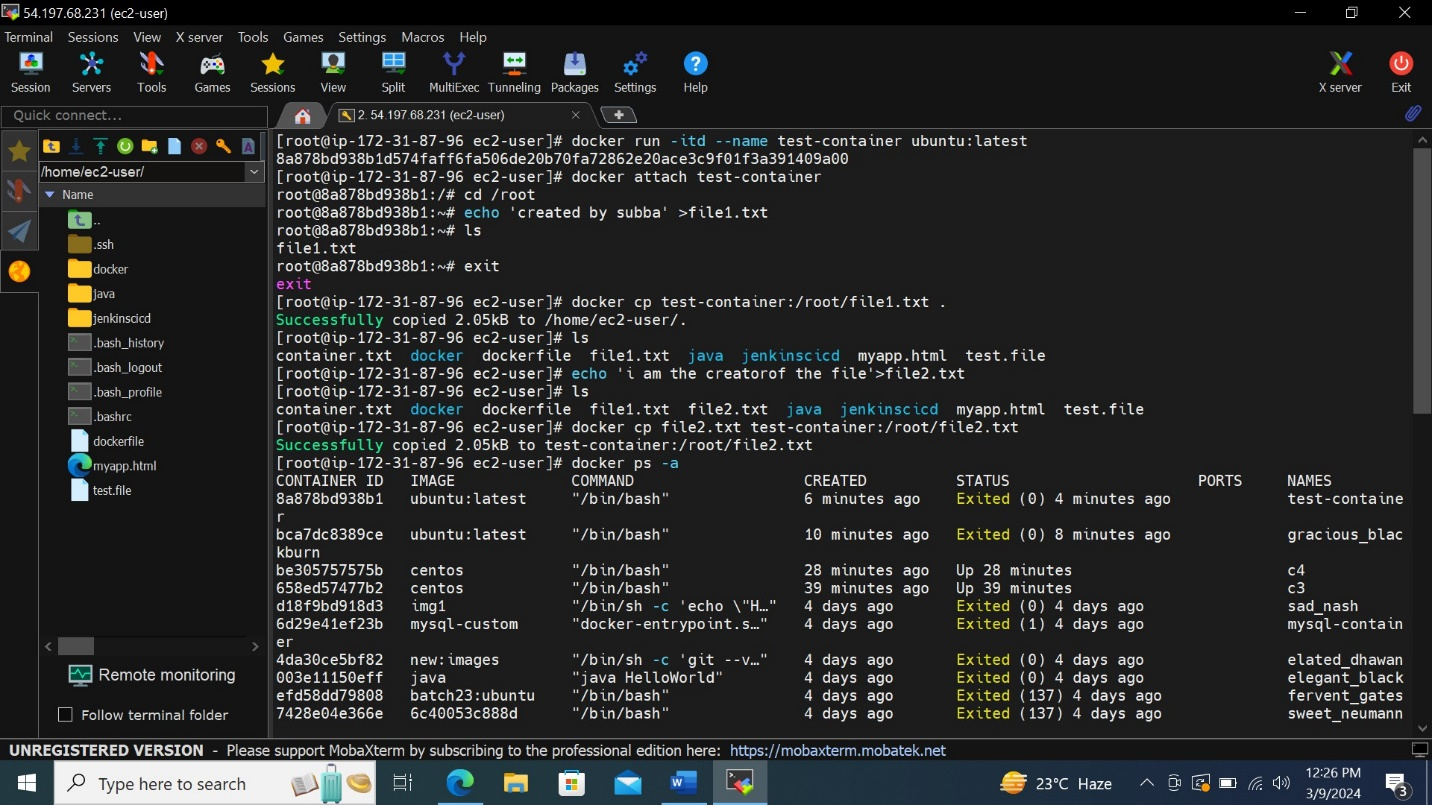 54.197.68.231 (ec2-user)
Terminal Sessions View X server Tools Games Settings Macros Help
Session Servers Tools Games Sessions View Split MultiExec Tunneling Packages Settings Help X server Exit
Quick connect...
2. 54.197.68.231 (ec2-user)
/home/ec2-user/
Name
..
.ssh
docker
java
jenkinscicd
.bash_history
.bash_logout
.bash_profile
.bashrc
dockerfile
myapp.html
test.file
Remote monitoring
Follow terminal folder
[root@ip-172-31-87-96 ec2-user]# docker run -itd --name test-container ubuntu:latest
8a878bd938b1d574faff6fa506de20b70fa72862e20ace3c9f01f3a391409a00
[root@ip-172-31-87-96 ec2-user]# docker attach test-container
root@8a878bd938b1:/# cd /root
root@8a878bd938b1:~# echo 'created by subba' >file1.txt
root@8a878bd938b1:~# ls
file1.txt
root@8a878bd938b1:~# exit
exit
[root@ip-172-31-87-96 ec2-user]# docker cp test-container:/root/file1.txt .
Successfully copied 2.05kB to /home/ec2-user/.
[root@ip-172-31-87-96 ec2-user]# ls
container.txt docker dockerfile file1.txt java jenkinscicd myapp.html test.file
[root@ip-172-31-87-96 ec2-user]# echo 'i am the creatorof the file'>file2.txt
[root@ip-172-31-87-96 ec2-user]# ls
container.txt docker dockerfile file1.txt file2.txt java jenkinscicd myapp.html test.file
[root@ip-172-31-87-96 ec2-user]# docker cp file2.txt test-container:/root/file2.txt
Successfully copied 2.05kB to test-container:/root/file2.txt
[root@ip-172-31-87-96 ec2-user]# docker ps -a
CONTAINER ID IMAGE COMMAND CREATED STATUS PORTS NAMES
8a878bd938b1 ubuntu:latest "/bin/bash" 6 minutes ago Exited (0) 4 minutes ago test-containe
r
bca7dc8389ce ubuntu:latest "/bin/bash" 10 minutes ago Exited (0) 8 minutes ago gracious_blac
kburn
be305757575b centos "/bin/bash" 28 minutes ago Up 28 minutes c4
658ed57477b2 centos "/bin/bash" 39 minutes ago Up 39 minutes c3
d18f9bd918d3 img1 "/bin/sh -c 'echo \"H…" 4 days ago Exited (0) 4 days ago sad_nash
6d29e41ef23b mysql-custom "docker-entrypoint.s…" 4 days ago Exited (1) 4 days ago mysql-contain
er
4da30ce5bf82 new:images "/bin/sh -c 'git --v…" 4 days ago Exited (0) 4 days ago elated_dhawan
003e11150eff java "java HelloWorld" 4 days ago Exited (0) 4 days ago elegant_black
efd58dd79808 batch23:ubuntu "/bin/bash" 4 days ago Exited (137) 4 days ago fervent_gates
7428e04e366e 6c40053c888d "/bin/bash" 4 days ago Exited (137) 4 days ago sweet_neumann
UNREGISTERED VERSION - Please support MobaXterm by subscribing to the professional edition here: https://mobaxterm.mobatek.net
Type here to search
23°C Haze
12:26 PM
3/9/2024
3